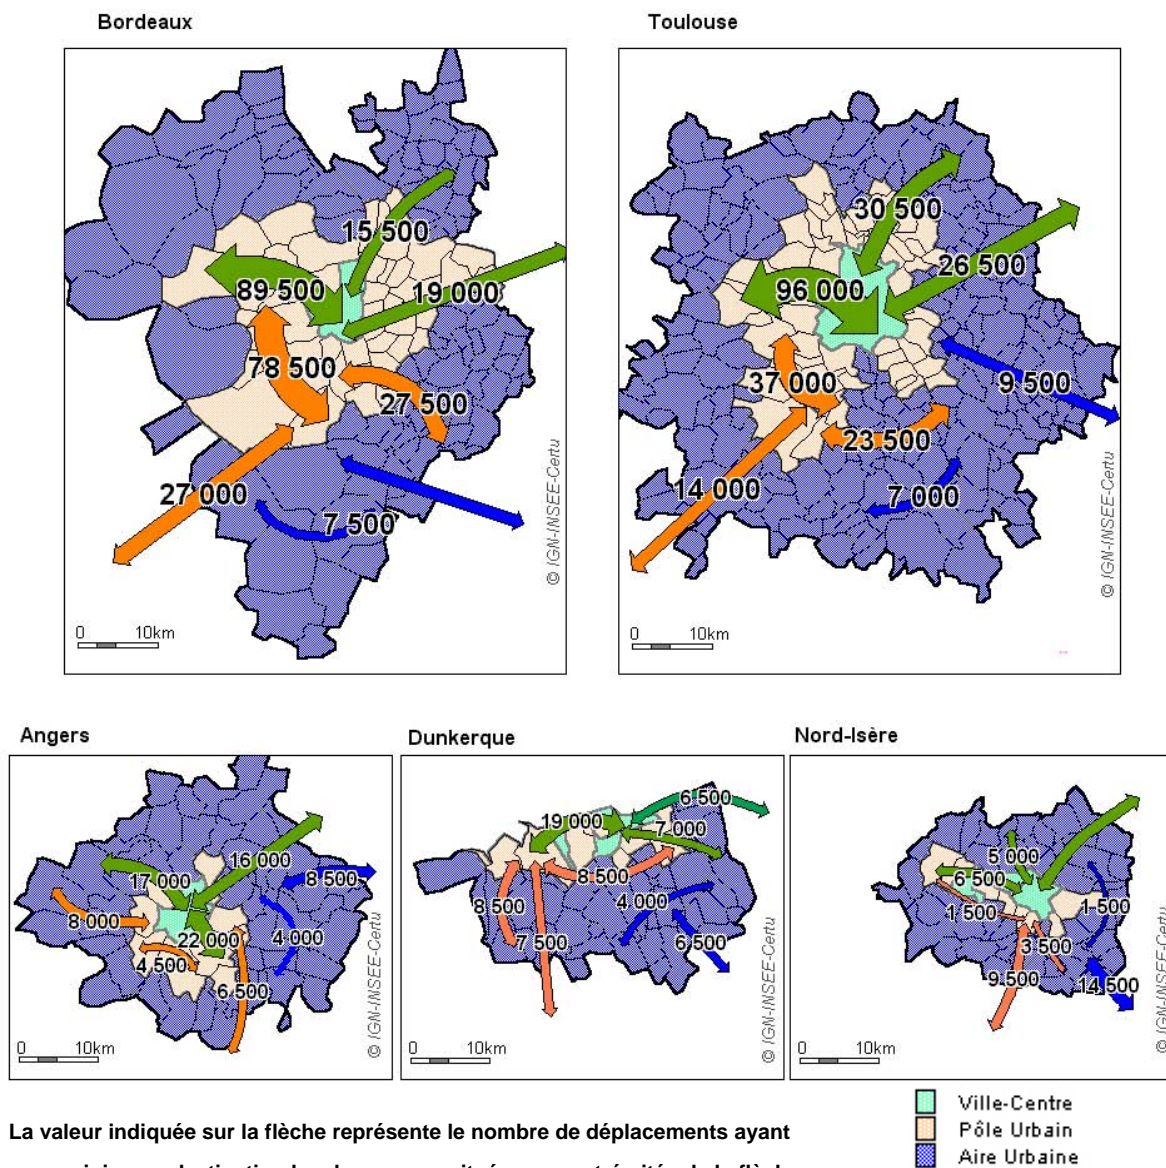 Bordeaux
15 500
89 500
19 000
78 500
27 500
27 000
7 500
© IGN-INSEE-Certu
0 10km
Toulouse
30 500
26 500
96 000
9 500
37 000
23 500
14 000
7 000
© IGN-INSEE-Certu
0 10km
Angers
16 000
17 000
8 500
8 000
22 000
4 000
4 500
6 500
© IGN-INSEE-Certu
0 10km
Dunkerque
6 500
19 000
7 000
8 500
8 500
4 000
7 500
6 500
© IGN-INSEE-Certu
0 10km
Nord-Isère
5 000
6 500
1 500
1 500
3 500
9 500
14 500
© IGN-INSEE-Certu
0 10km
Ville-Centre
Pôle Urbain
Aire Urbaine
La valeur indiquée sur la flèche représente le nombre de déplacements ayant